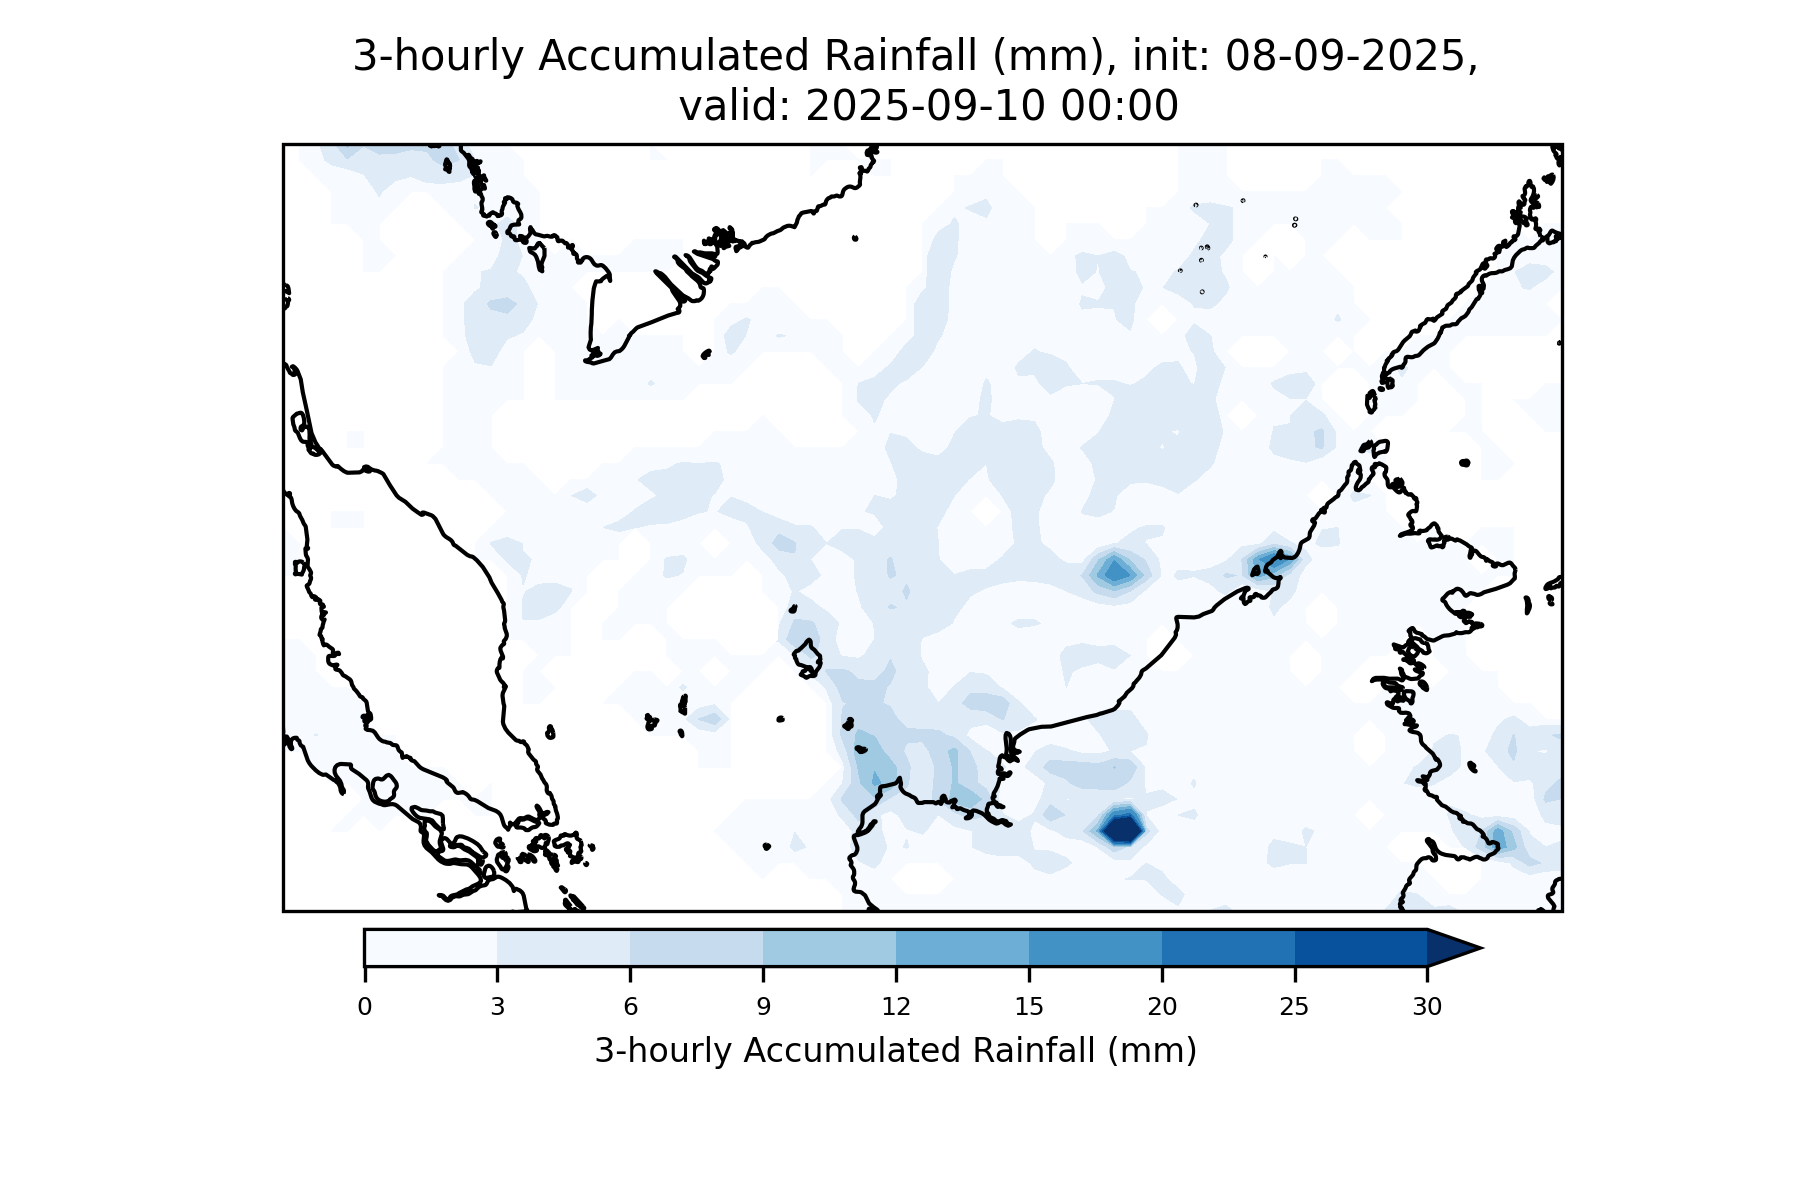 3-hourly Accumulated Rainfall (mm), init: 08-09-2025,
valid: 2025-09-10 00:00
0 3 6 9 12 15 20 25 30
3-hourly Accumulated Rainfall (mm)